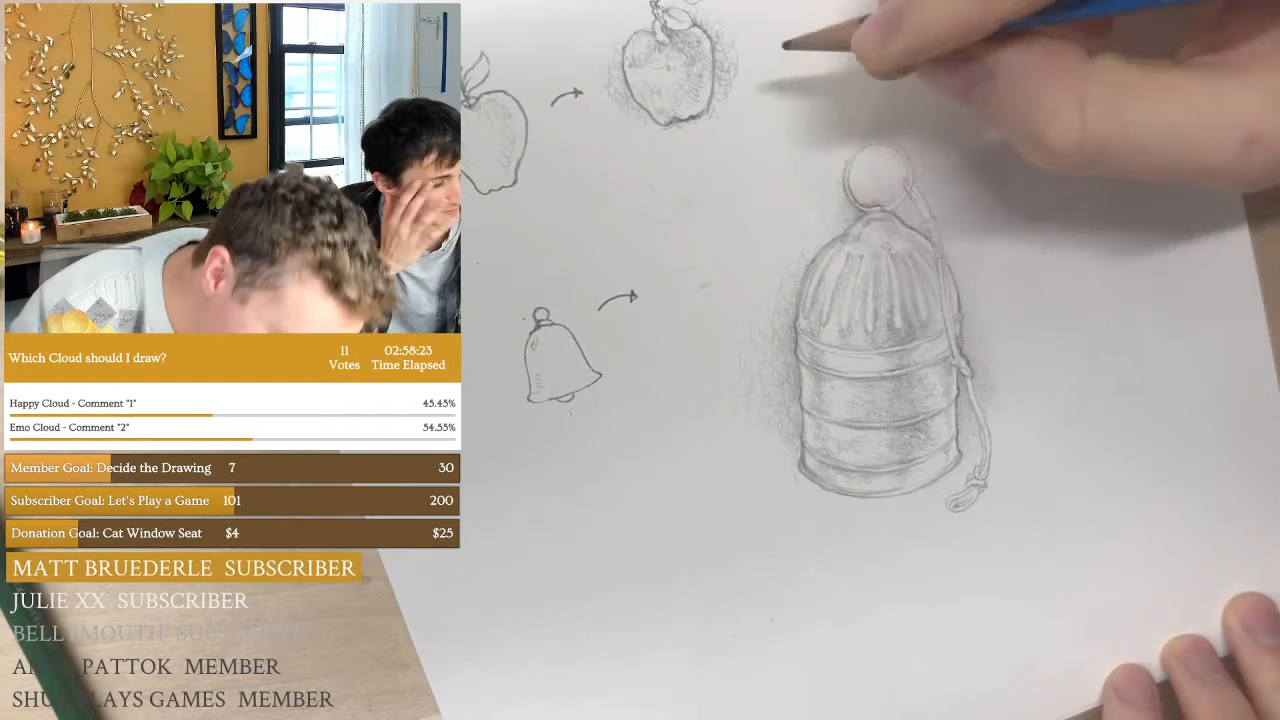 Which Cloud should I draw?
11 Votes
02:58:23 Time Elapsed
Happy Cloud - Comment "1" 45.45%
Emo Cloud - Comment "2" 54.55%
Member Goal: Decide the Drawing 7 30
Subscriber Goal: Let's Play a Game 101 200
Donation Goal: Cat Window Seat $4 $25
MATT BRUEDERLE SUBSCRIBER
JULIE XX SUBSCRIBER
PATTOK MEMBER
GAMES MEMBER